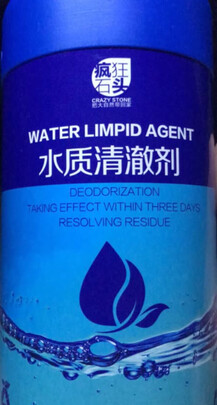 疯狂
石头
CRAZY STONE
把大自然带回家
WATER LIMPID AGENT
水质清澈剂
DEODORIZATION
TAKING EFFECT WITHIN THREE DAYS
RESOLVING RESIDUE